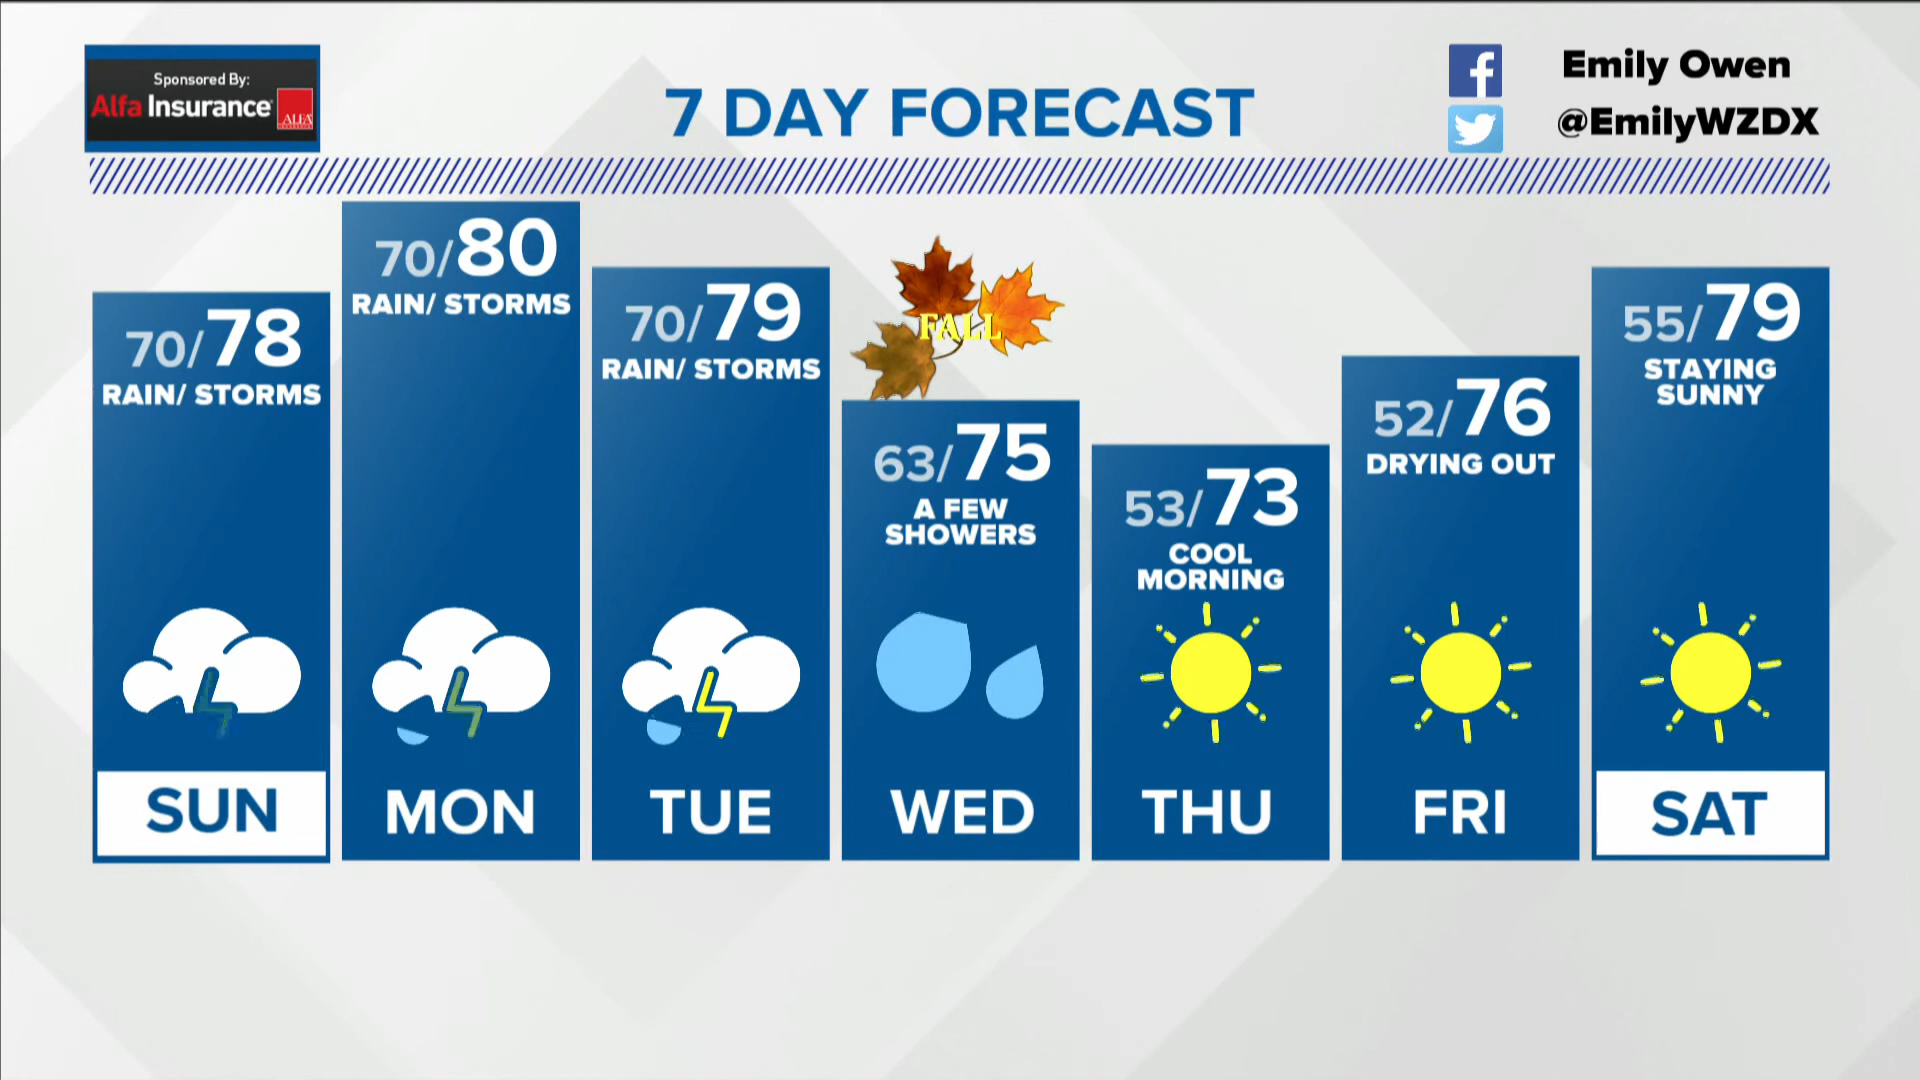 Sponsored By:
Alfa Insurance
ALFA
7 DAY FORECAST
Emily Owen
@EmilyWZDX
70/78
RAIN/ STORMS
SUN
70/80
RAIN/ STORMS
MON
70/79
RAIN/ STORMS
TUE
FALL
63/75
A FEW
SHOWERS
WED
53/73
COOL
MORNING
THU
52/76
DRYING OUT
FRI
55/79
STAYING
SUNNY
SAT